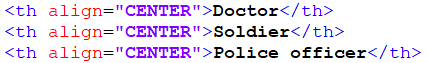 <th align="CENTER">Doctor</th>
<th align="CENTER">Soldier</th>
<th align="CENTER">Police officer</th>